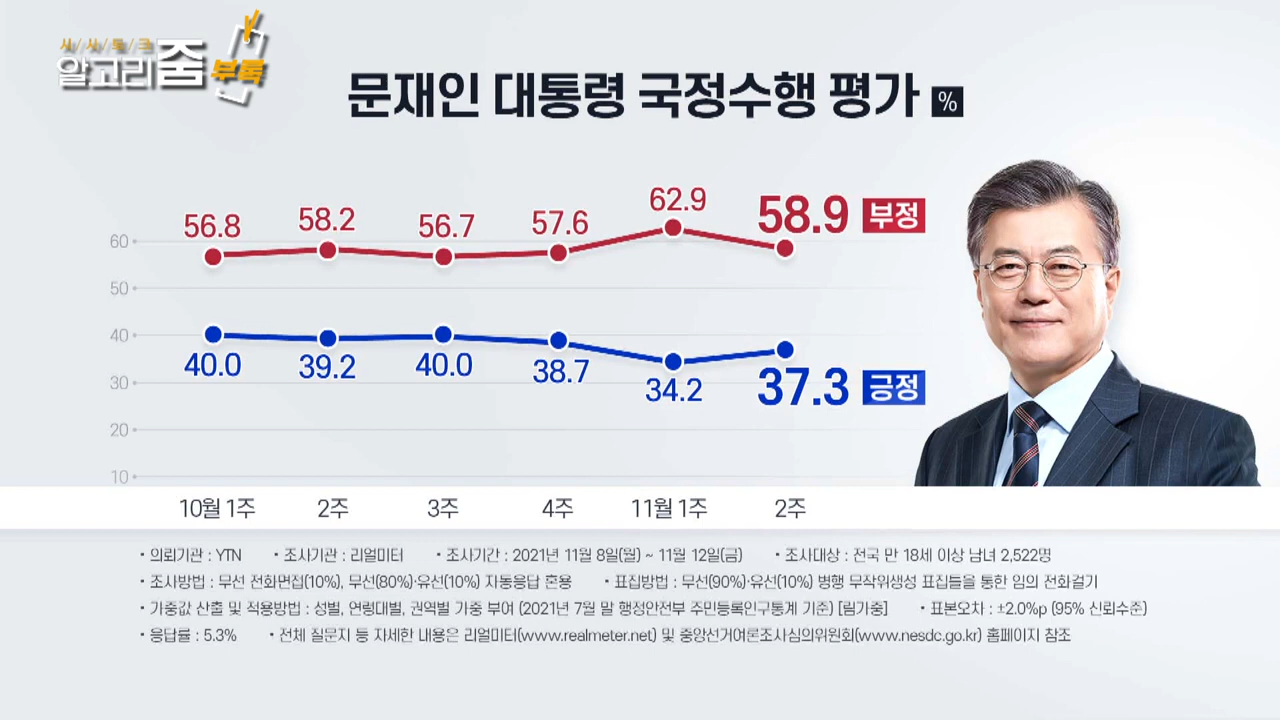 시/사/토/크
알고리줌 부록
문재인 대통령 국정수행 평가 %
56.8 58.2 56.7 57.6 62.9 58.9 부정
60
50
40
40.0 39.2 40.0 38.7 34.2 37.3 긍정
30
20
10
10월 1주 2주 3주 4주 11월 1주 2주
• 의뢰기관 : YTN • 조사기관 : 리얼미터 • 조사기간 : 2021년 11월 8일(월) ~ 11월 12일(금) • 조사대상 : 전국 만 18세 이상 남녀 2,522명
• 조사방법 : 무선 전화면접(10%), 무선(80%)·유선(10%) 자동응답 혼용 • 표집방법 : 무선(90%)·유선(10%) 병행 무작위생성 표집틀을 통한 임의 전화걸기
• 가중값 산출 및 적용방법 : 성별, 연령대별, 권역별 가중 부여 (2021년 7월 말 행정안전부 주민등록인구통계 기준) [림가중] • 표본오차 : ±2.0%p (95% 신뢰수준)
• 응답률 : 5.3% • 전체 질문지 등 자세한 내용은 리얼미터(www.realmeter.net) 및 중앙선거여론조사심의위원회(www.nesdc.go.kr) 홈페이지 참조